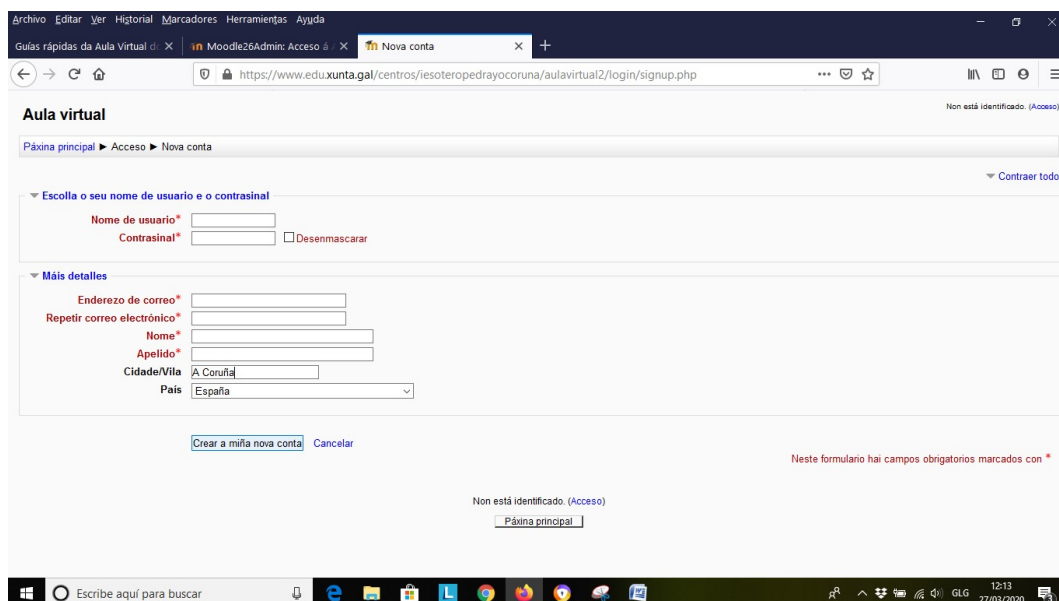 Archivo Editar Ver Historial Marcadores Herramientas Ayuda
Guías rápidas da Aula Virtual d Moodle26Admin: Acceso á Nova conta
https://www.edu.xunta.gal/centros/iesoteropedrayocoruna/aulavirtual2/login/signup.php
Aula virtual
Non está identificado. (Acceso)
Páxina principal ► Acceso ► Nova conta
Contraer todo
Escolla o seu nome de usuario e o contrasinal
Nome de usuario*
Contrasinal* Desenmascarar
Máis detalles
Enderezo de correo*
Repetir correo electrónico*
Nome*
Apelido*
Cidade/Vila A Coruña
País España
Crear a miña nova conta Cancelar
Neste formulario hai campos obrigatorios marcados con *
Non está identificado. (Acceso)
Páxina principal
Escribe aquí para buscar L GLG 12:13
27/03/2020